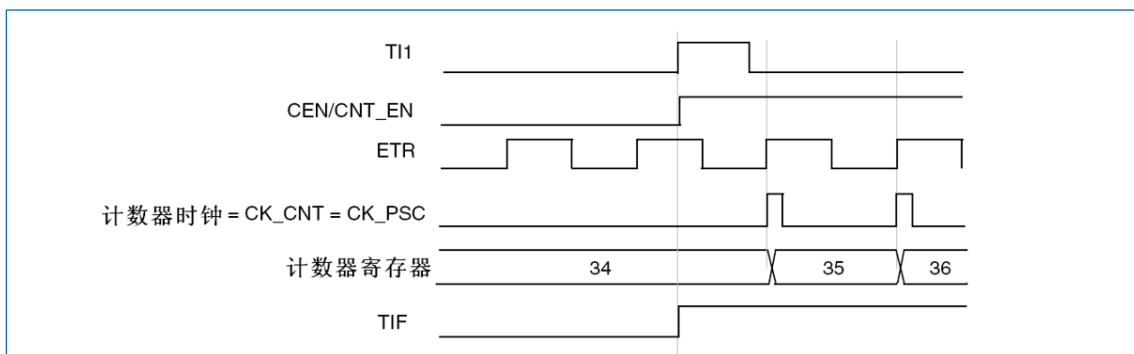 TI1
CEN/CNT_EN
ETR
计数器时钟 = CK_CNT = CK_PSC
计数器寄存器 34 35 36
TIF